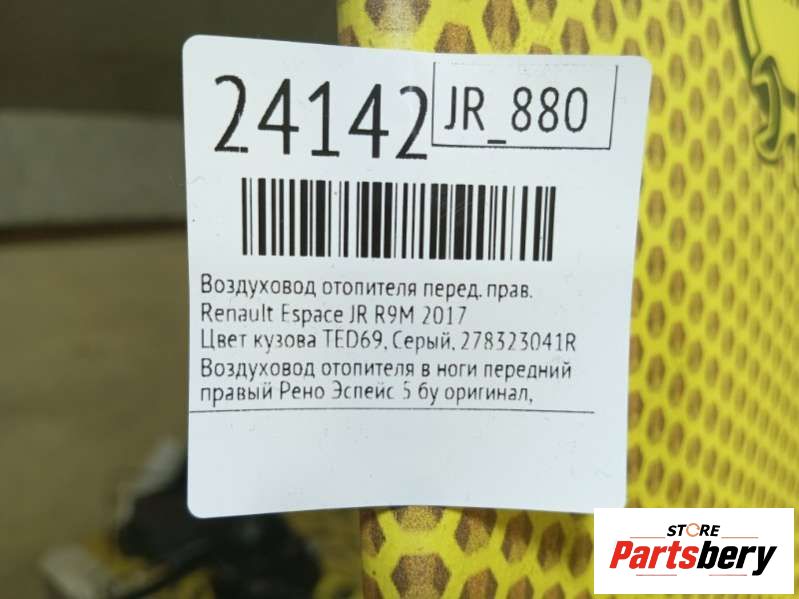 24142
JR_880
Воздуховод отопителя перед. прав.
Renault Espace JR R9M 2017
Цвет кузова TED69, Серый, 278323041R
Воздуховод отопителя в ноги передний
правый Рено Эспейс 5 бу оригинал,
STORE
Partsbery